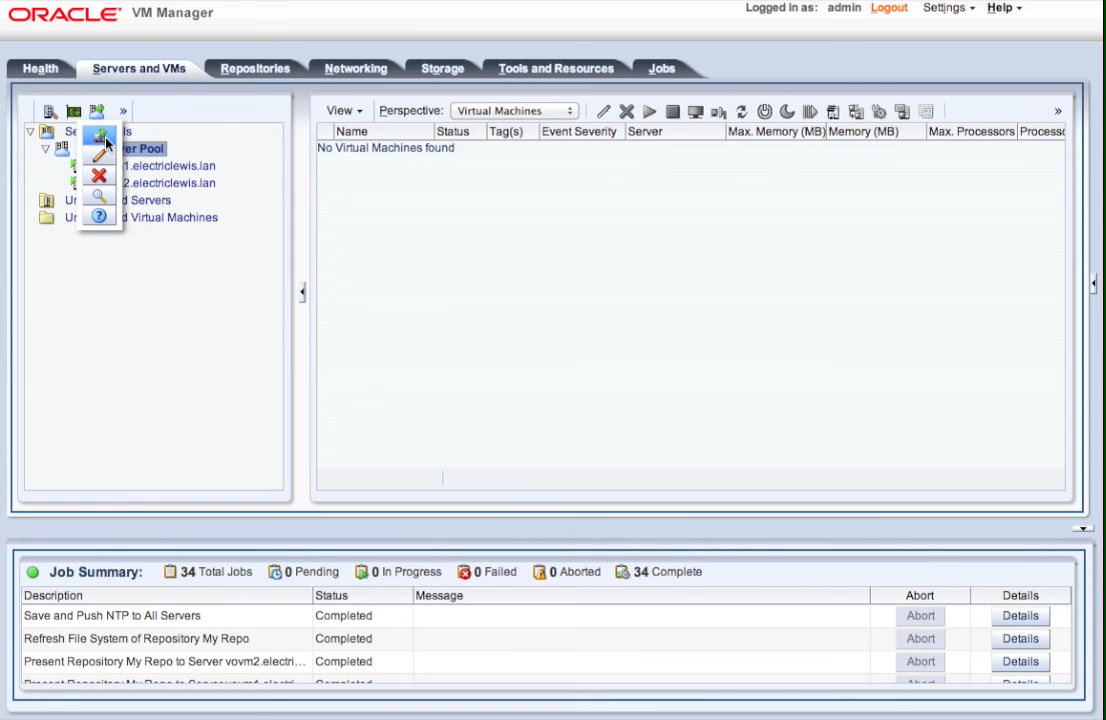 ORACLE VM Manager
Logged in as: admin Logout Settings Help
Health Servers and VMs Repositories Networking Storage Tools and Resources Jobs
View Perspective: Virtual Machines
Name Status Tag(s) Event Severity Server Max. Memory (MB) Memory (MB) Max. Processors
No Virtual Machines found
Pool
1.electriclewis.lan
2.electriclewis.lan
Servers
Virtual Machines
Job Summary: 34 Total Jobs 0 Pending 0 In Progress 0 Failed 0 Aborted 34 Complete
Description Status Message Abort Details
Save and Push NTP to All Servers Completed Abort Details
Refresh File System of Repository My Repo Completed Abort Details
Present Repository My Repo to Server vovm2.electri... Completed Abort Details